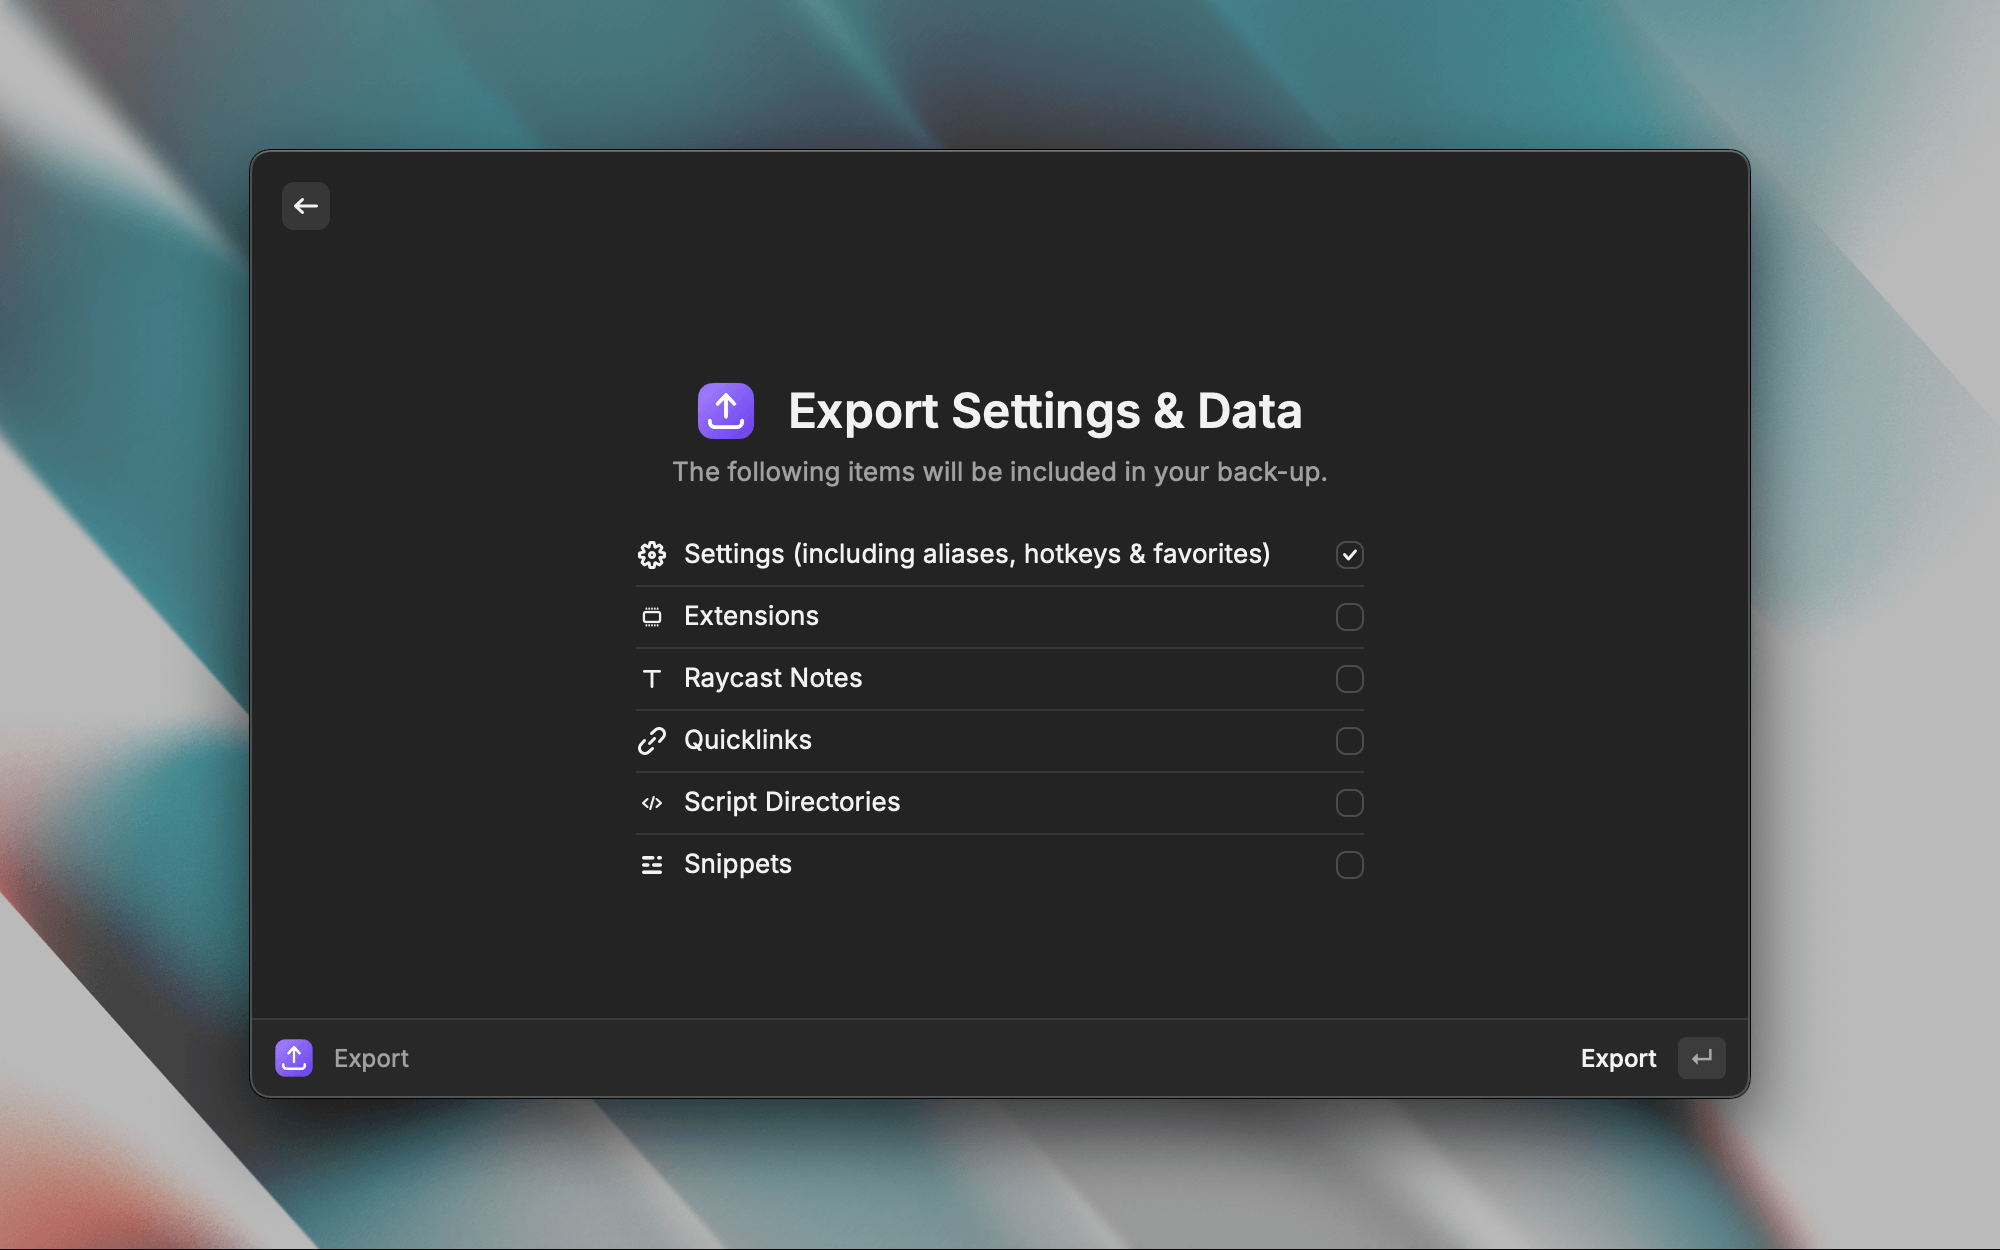 Export Settings & Data
The following items will be included in your back-up.
Settings (including aliases, hotkeys & favorites)
Extensions
Raycast Notes
Quicklinks
Script Directories
Snippets
Export
Export